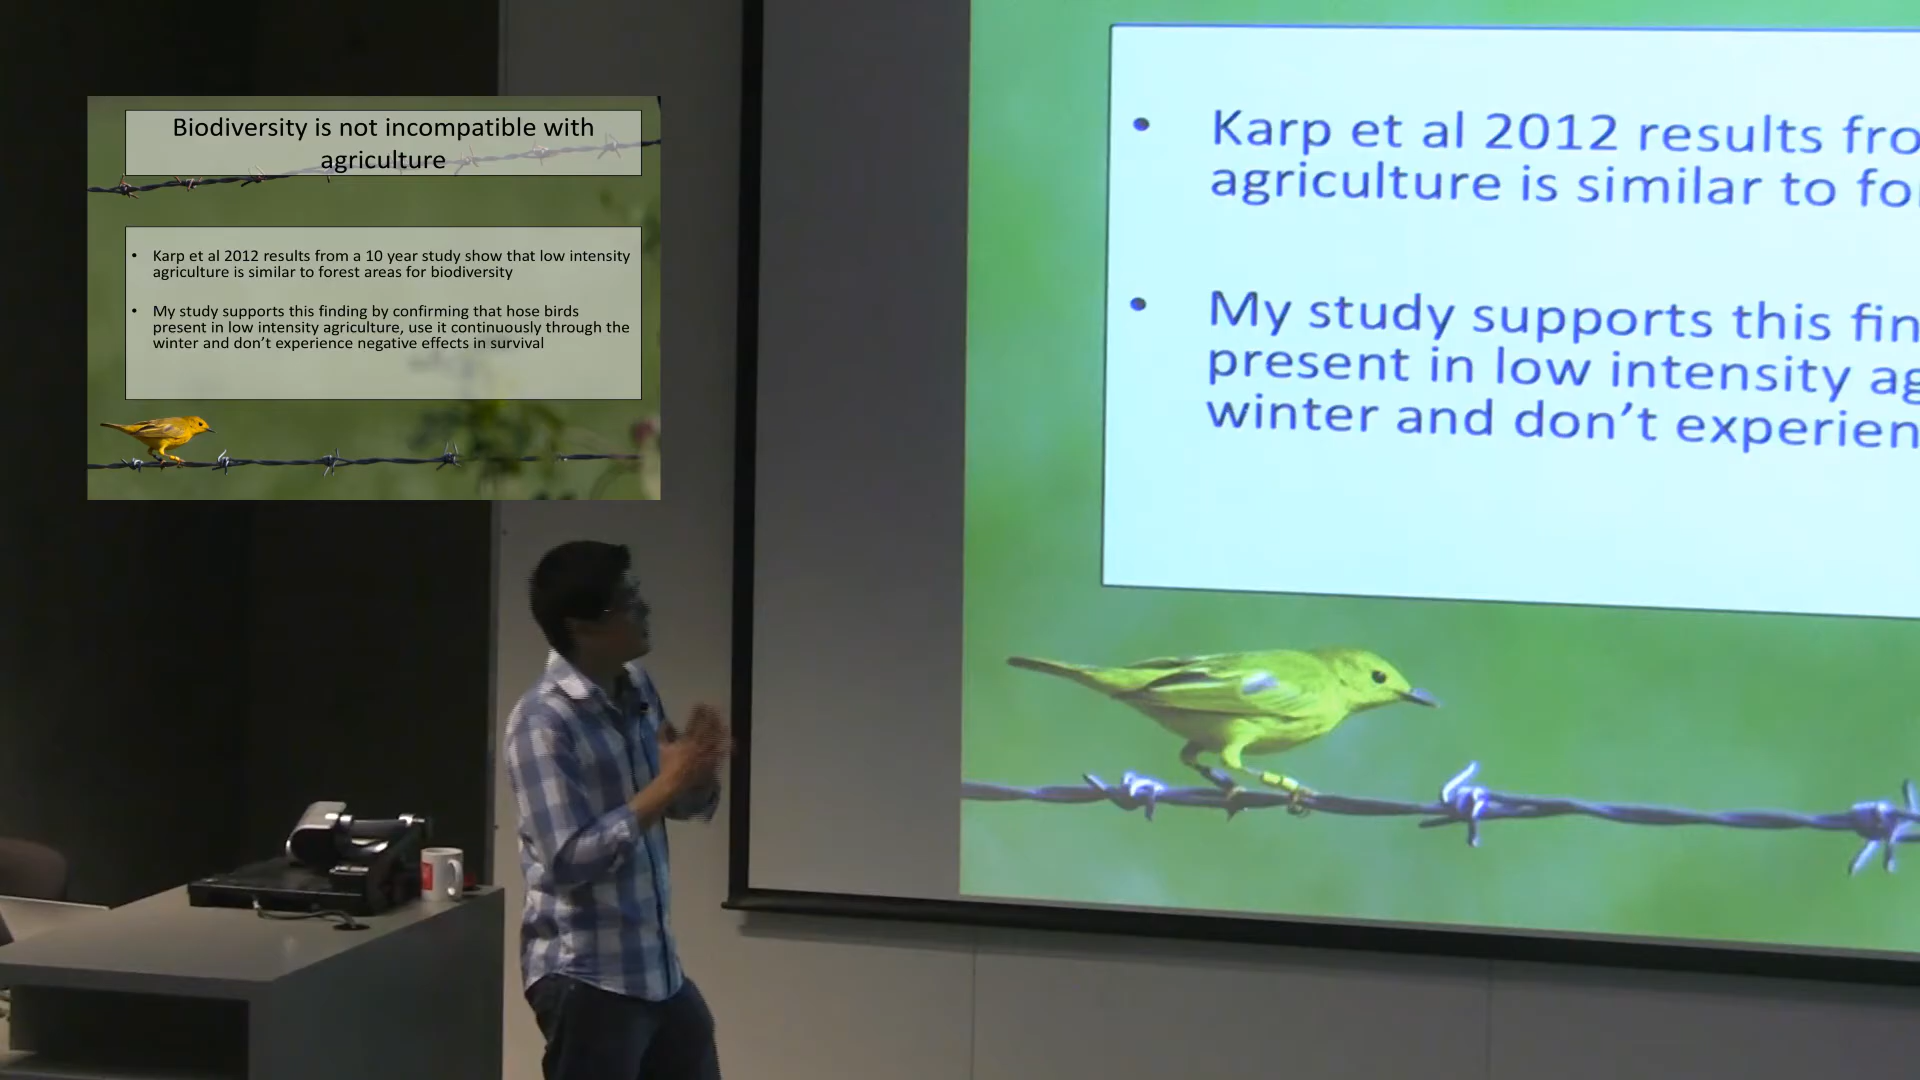 Biodiversity is not incompatible with
agriculture
• Karp et al 2012 results from a 10 year study show that low intensity
agriculture is similar to forest areas for biodiversity
• My study supports this finding by confirming that hose birds
present in low intensity agriculture, use it continuously through the
winter and don’t experience negative effects in survival
• Karp et al 2012 results fro
agriculture is similar to fo
• My study supports this fin
present in low intensity ag
winter and don’t experien